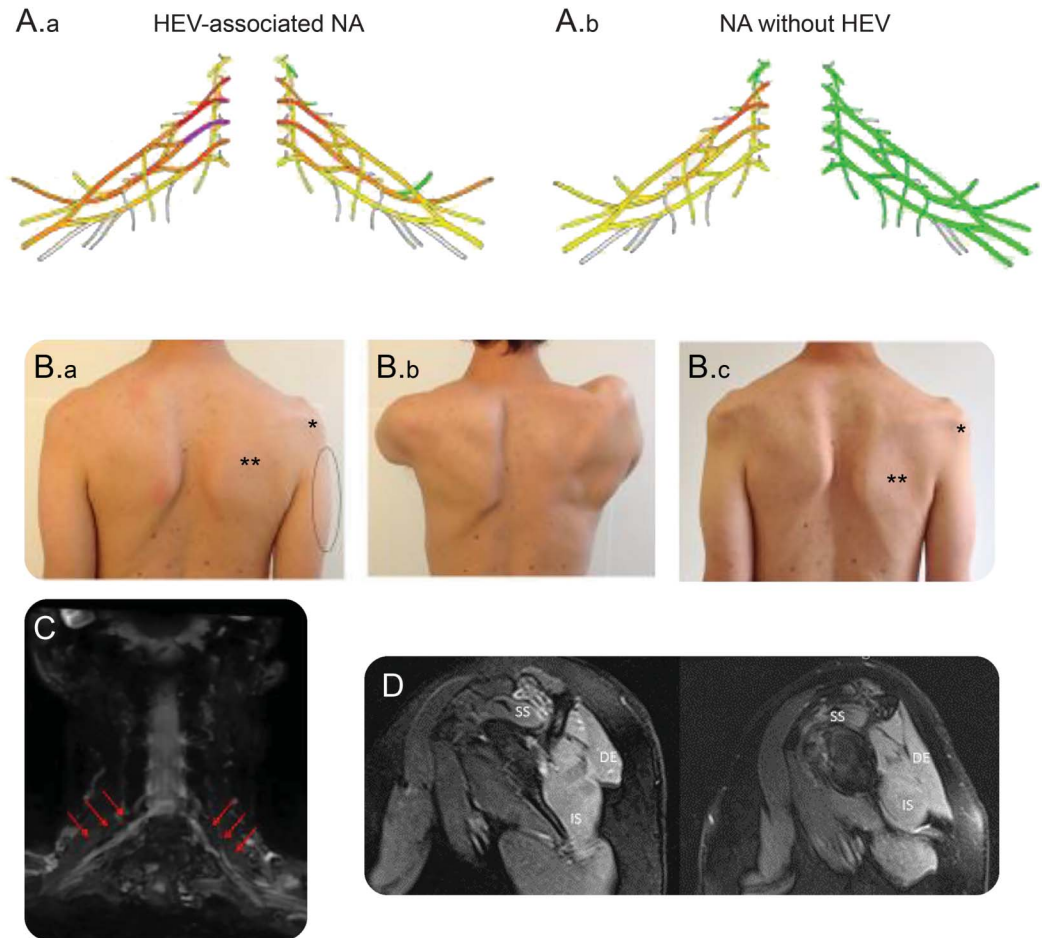 A.a HEV-associated NA
A.b NA without HEV
B.a
*
**
B.b
B.c
*
**
C
D
SS
DE
IS
SS
DE
IS